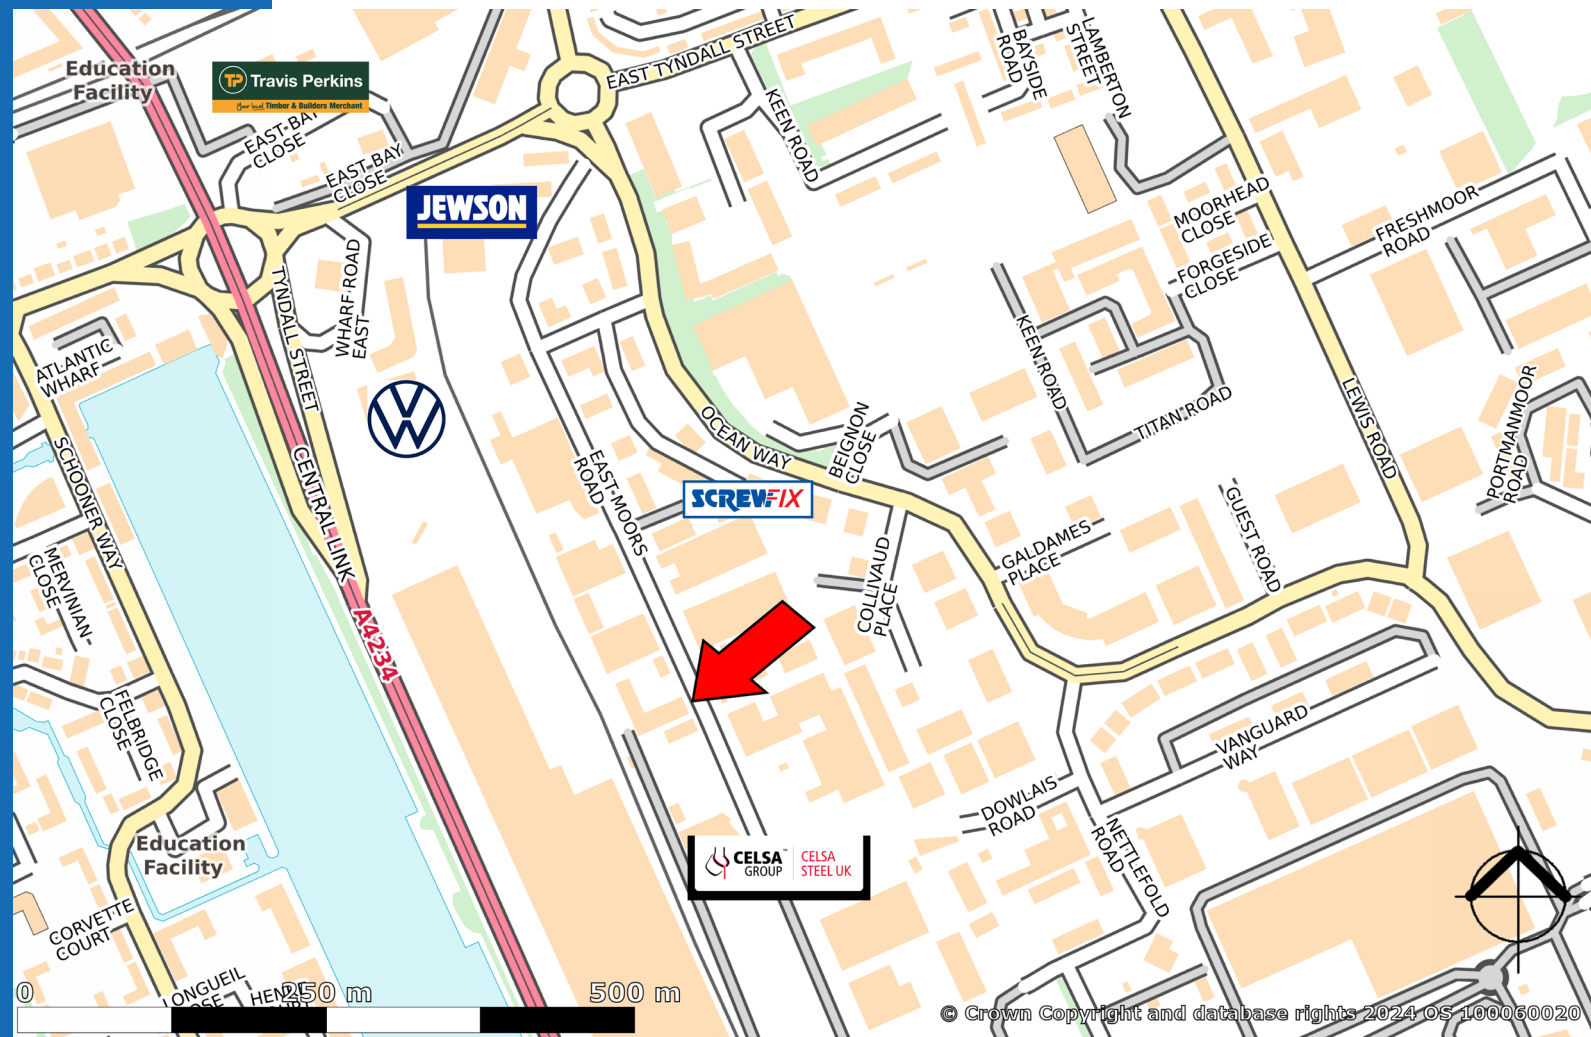 Education
Facility
TP Travis Perkins
Your local Timber & Builders Merchant
EAST BAY
CLOSE
EAST BAY
CLOSE
EAST TYNDALL STREET
KEEN ROAD
BAYSIDE
ROAD
LAMBERTON
STREET
JEWSON
MOORHEAD
CLOSE
FORGESIDE
CLOSE
FRESHMOOR
ROAD
TYNDALL STREET
WHARF ROAD
EAST
ATLANTIC
WHARF
KEEN ROAD
TITAN ROAD
LEWIS ROAD
PORTMANMOOR
ROAD
SCHOONER WAY
CENTRAL LINK
EAST MOORS
ROAD
OCEAN WAY
BEIGNON
CLOSE
SCREWFIX
GUEST ROAD
GALDAMES
PLACE
COLLIVAUD
PLACE
MERVINIAN
CLOSE
A4234
FELBRIDGE
CLOSE
VANGUARD
WAY
DOWLAIS
ROAD
NETTLEFOLD
ROAD
Education
Facility
CELSA™
GROUP
CELSA
STEEL UK
CORVETTE
COURT
LONGUEIL
0
250 m
500 m
© Crown Copyright and database rights 2024 OS 100060020